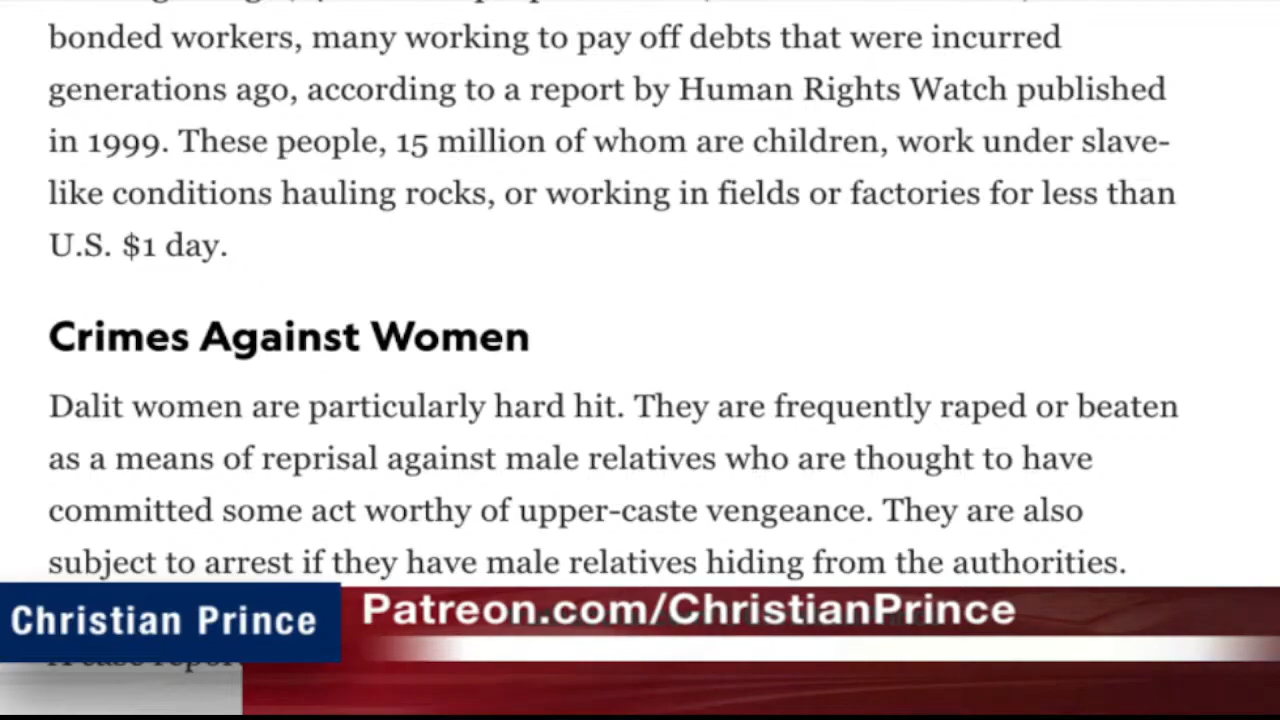 bonded workers, many working to pay off debts that were incurred
generations ago, according to a report by Human Rights Watch published
in 1999. These people, 15 million of whom are children, work under slave-
like conditions hauling rocks, or working in fields or factories for less than
U.S. $1 day.
Crimes Against Women
Dalit women are particularly hard hit. They are frequently raped or beaten
as a means of reprisal against male relatives who are thought to have
committed some act worthy of upper-caste vengeance. They are also
subject to arrest if they have male relatives hiding from the authorities.
Christian Prince
Patreon.com/ChristianPrince